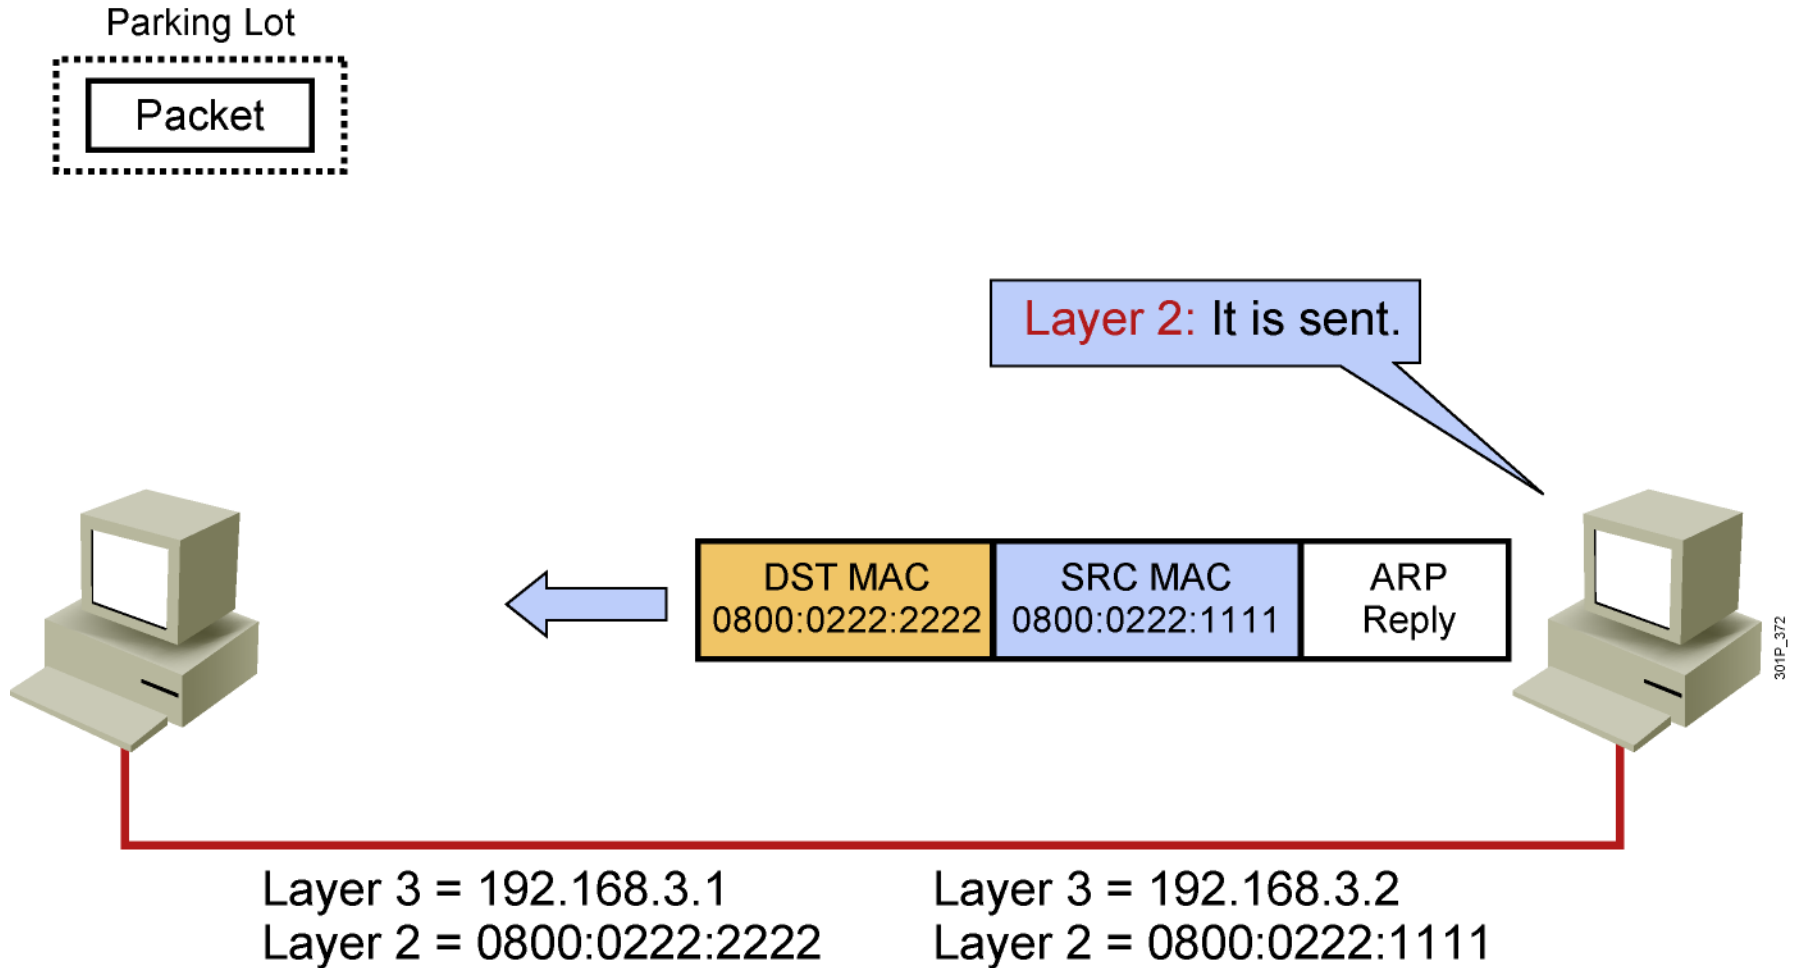 Parking Lot
Packet
Layer 2: It is sent.
DST MAC
0800:0222:2222
SRC MAC
0800:0222:1111
ARP
Reply
301P_372
Layer 3 = 192.168.3.1
Layer 2 = 0800:0222:2222
Layer 3 = 192.168.3.2
Layer 2 = 0800:0222:1111